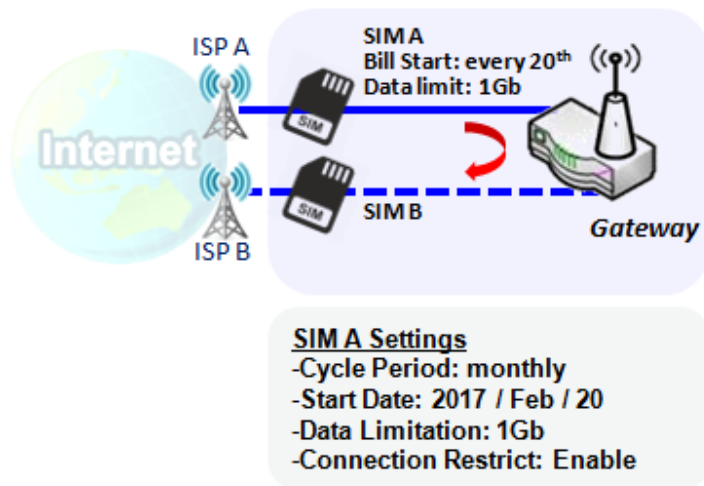 ISP A
SIM A
Bill Start: every 20th
Data limit: 1Gb
SIM
Internet
SIM
SIM B
Gateway
ISP B
SIM A Settings
-Cycle Period: monthly
-Start Date: 2017 / Feb / 20
-Data Limitation: 1Gb
-Connection Restrict: Enable